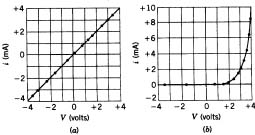 +4
+2
0
−2
−4
i (mA)
−4 −2 0 +2 +4
V (volts)
(a)
+10
+8
+6
+4
+2
0
2
i (mA)
−4 −2 0 +2 +4
V (volts)
(b)